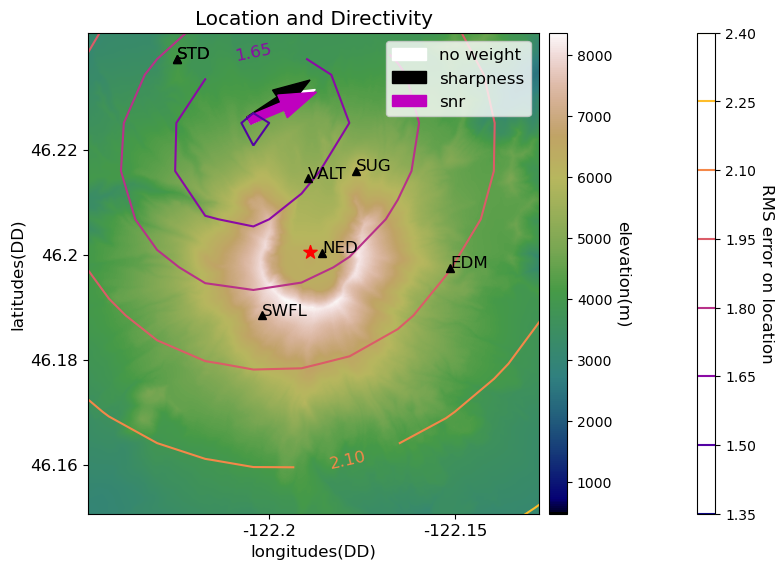 Location and Directivity
no weight
sharpness
snr
STD
1.65
VALT
SUG
NED
EDM
SWFL
2.10
46.22
46.2
46.18
46.16
latitudes(DD)
-122.2
-122.15
longitudes(DD)
8000
7000
6000
5000
4000
3000
2000
1000
elevation(m)
2.40
2.25
2.10
1.95
1.80
1.65
1.50
1.35
RMS error on location